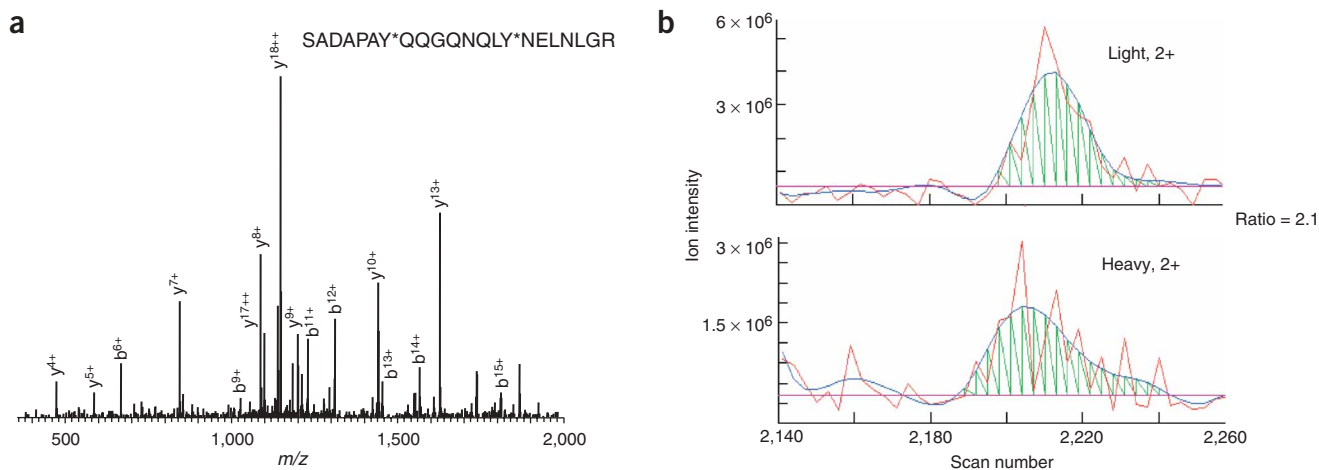 a
SADAPAY*QQGQNQLY*NELNLGR
y18++
y13+
y8+
y10+
y7+
y17++
y9+
b11+
b12+
b6+
y4+
y5+
b9+
b13+
b14+
b15+
500
1,000
1,500
2,000
m/z
b
6 × 10⁶
Light, 2+
3 × 10⁶
Ion intensity
Ratio = 2.1
3 × 10⁶
Heavy, 2+
1.5 × 10⁶
2,140
2,180
2,220
2,260
Scan number